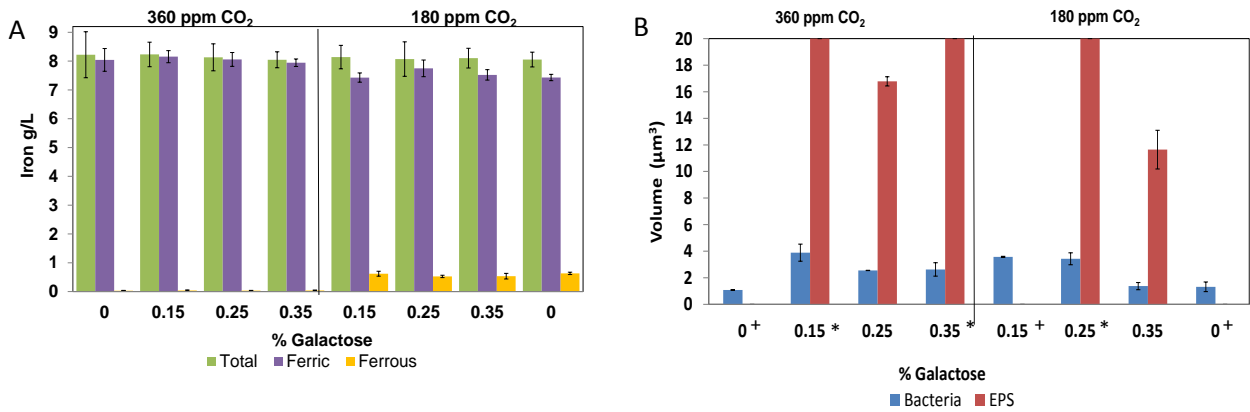 A
360 ppm CO₂ 180 ppm CO₂
9
8
7
6
5
4
3
2
1
0
Iron g/L
0 0.15 0.25 0.35 0.15 0.25 0.35 0
% Galactose
Total Ferric Ferrous
B
360 ppm CO₂ 180 ppm CO₂
20
18
16
14
12
10
8
6
4
2
0
Volume (µm³)
0 + 0.15 * 0.25 0.35 * 0.15 + 0.25 * 0.35 0 +
% Galactose
Bacteria EPS